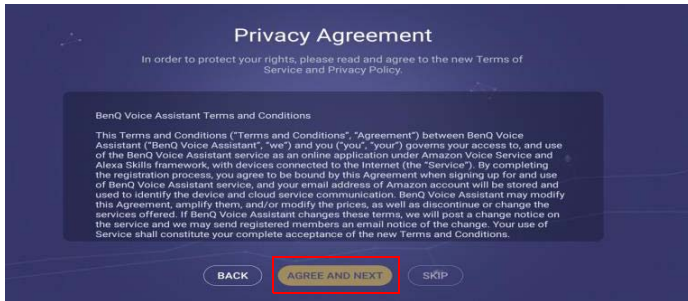 Privacy Agreement
In order to protect your rights, please read and agree to the new Terms of
Service and Privacy Policy.
BenQ Voice Assistant Terms and Conditions
This Terms and Conditions ("Terms and Conditions", "Agreement") between BenQ Voice
Assistant ("BenQ Voice Assistant", "we") and you ("you", "your") governs your access to, and use
of the BenQ Voice Assistant service as an online application under Amazon Voice Service and
Alexa Skills framework, with devices connected to the Internet (the "Service"). By completing
the registration process, you agree to be bound by this Agreement when signing up for and use
of BenQ Voice Assistant service, and your email address of Amazon account will be stored and
used to identify the device and cloud service communication. BenQ Voice Assistant may modify
this Agreement, amplify them, and/or modify the prices, as well as discontinue or change the
services offered. If BenQ Voice Assistant changes these terms, we will post a change notice on
the service and we may send registered members an email notice of the change. Your use of
Service shall constitute your complete acceptance of the new Terms and Conditions.
BACK AGREE AND NEXT SKIP